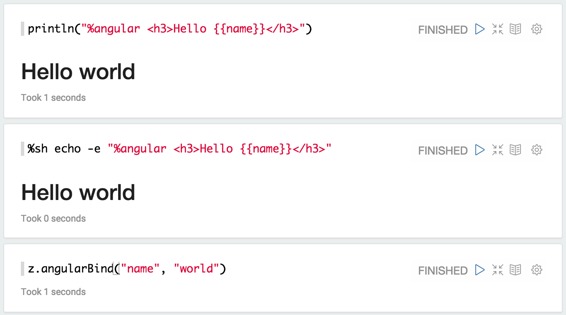 println("%angular <h3>Hello {{name}}</h3>")
FINISHED
Hello world
Took 1 seconds
%sh echo -e "%angular <h3>Hello {{name}}</h3>"
FINISHED
Hello world
Took 0 seconds
z.angularBind("name", "world")
FINISHED
Took 1 seconds